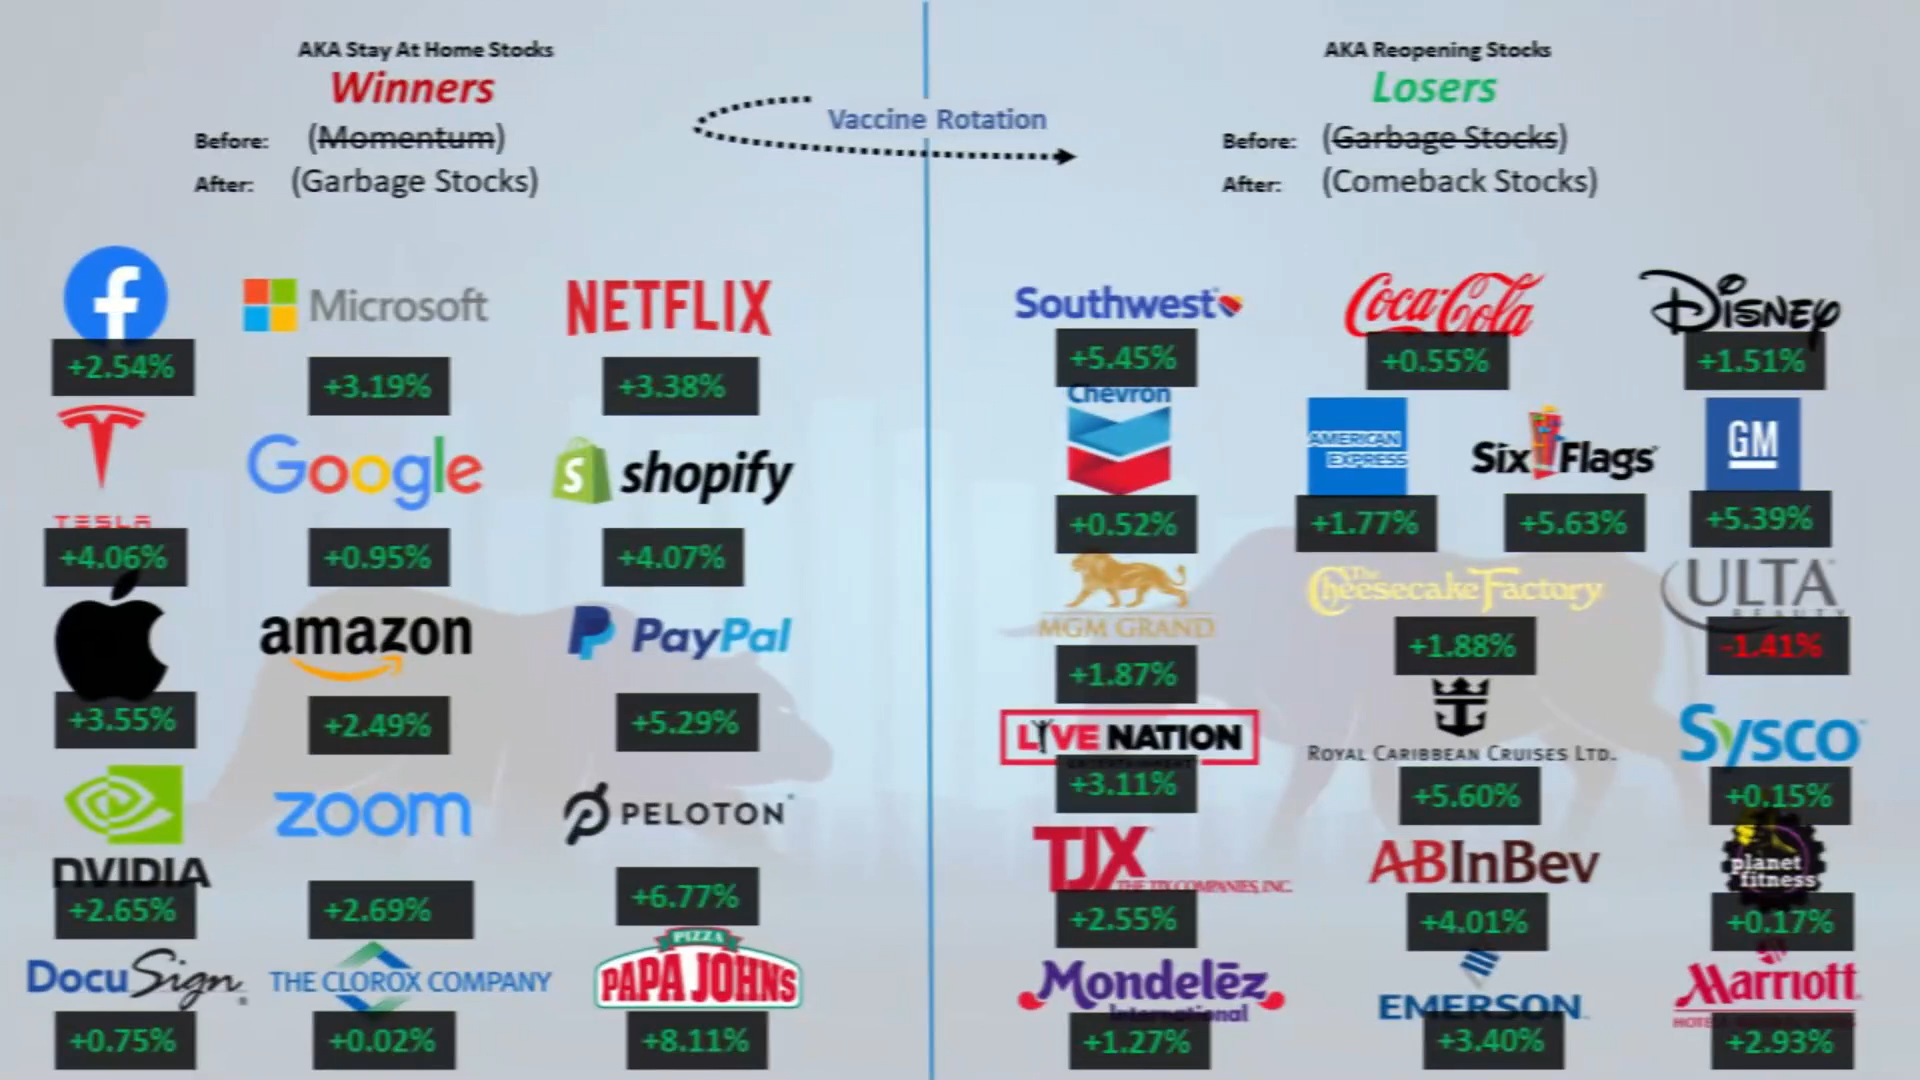 AKA Stay At Home Stocks
Winners
Before: (Momentum)
After: (Garbage Stocks)
Vaccine Rotation
AKA Reopening Stocks
Losers
Before: (Garbage Stocks)
After: (Comeback Stocks)
f
+2.54%
Microsoft
+3.19%
NETFLIX
+3.38%
TESLA
+4.06%
Google
+0.95%
shopify
+4.07%
+3.55%
amazon
+2.49%
PayPal
+5.29%
NVIDIA
+2.65%
zoom
+2.69%
PELOTON
+6.77%
DocuSign
+0.75%
THE CLOROX COMPANY
+0.02%
PIZZA
PAPA JOHNS
+8.11%
Southwest
+5.45%
Coca-Cola
+0.55%
Disney
+1.51%
Chevron
+0.52%
AMERICAN
EXPRESS
+1.77%
Six Flags
+5.63%
GM
+5.39%
MGM GRAND
+1.87%
The Cheesecake Factory
+1.88%
ULTA
BEAUTY
-1.41%
LIVE NATION
+3.11%
ROYAL CARIBBEAN CRUISES LTD.
+5.60%
Sysco
+0.15%
TJX
THE TJX COMPANIES, INC.
+2.55%
ABInBev
+4.01%
planet
fitness
+0.17%
Mondelēz
International
+1.27%
EMERSON
+3.40%
Marriott
+2.93%